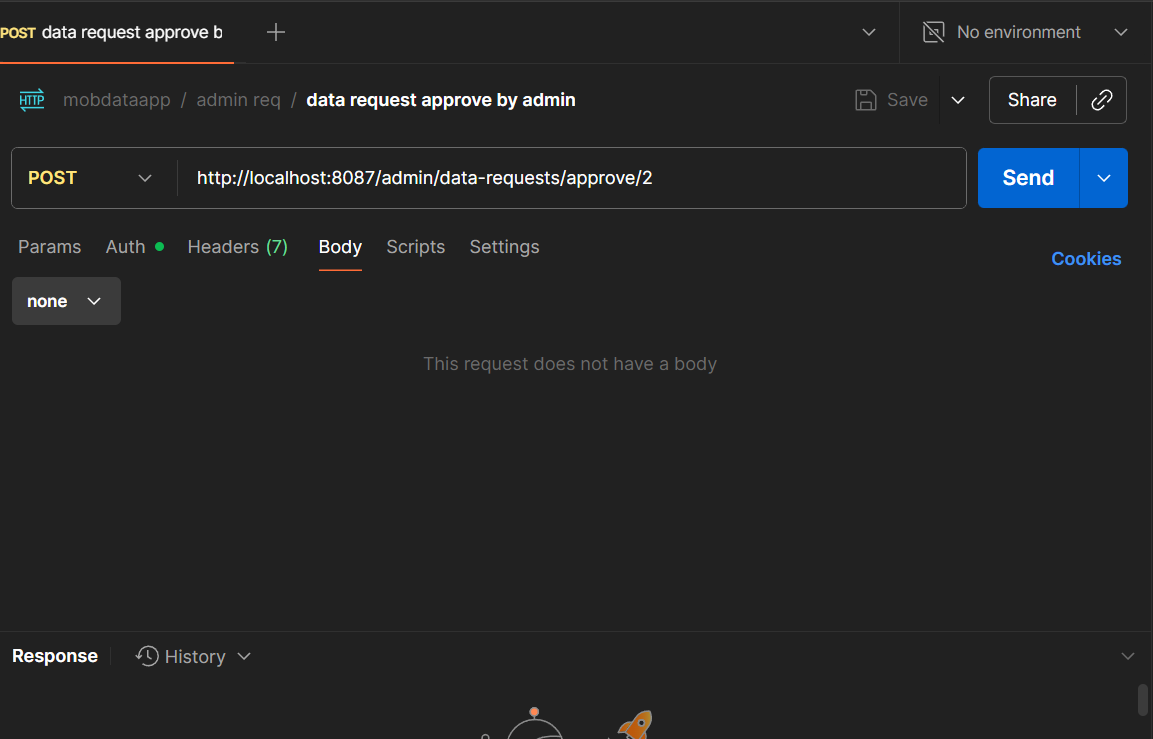 POST data request approve b
No environment
HTTP mobdataapp / admin req / data request approve by admin
Save
Share
POST
http://localhost:8087/admin/data-requests/approve/2
Send
Params Auth Headers (7) Body Scripts Settings
Cookies
none
This request does not have a body
Response
History